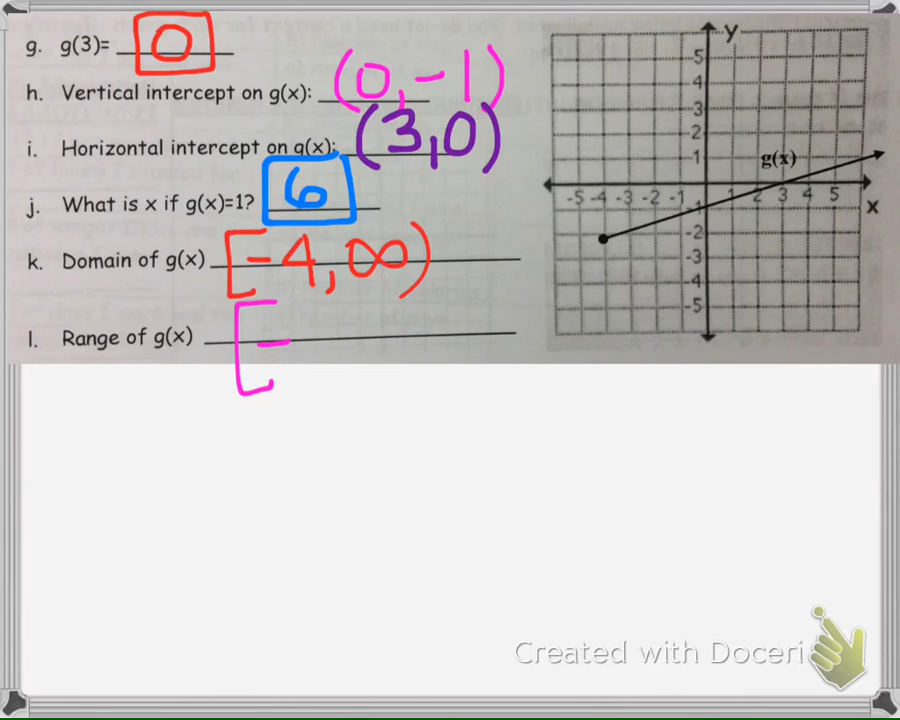 g. g(3)= 0
h. Vertical intercept on g(x): (0,-1)
i. Horizontal intercept on g(x): (3,0)
j. What is x if g(x)=1? 6
k. Domain of g(x) [-4,∞)
l. Range of g(x) [-
y
5
4
3
2
1
g(x)
-5 -4 -3 -2 -1 1 2 3 4 5
x
-1
-2
-3
-4
-5
Created with Doceri